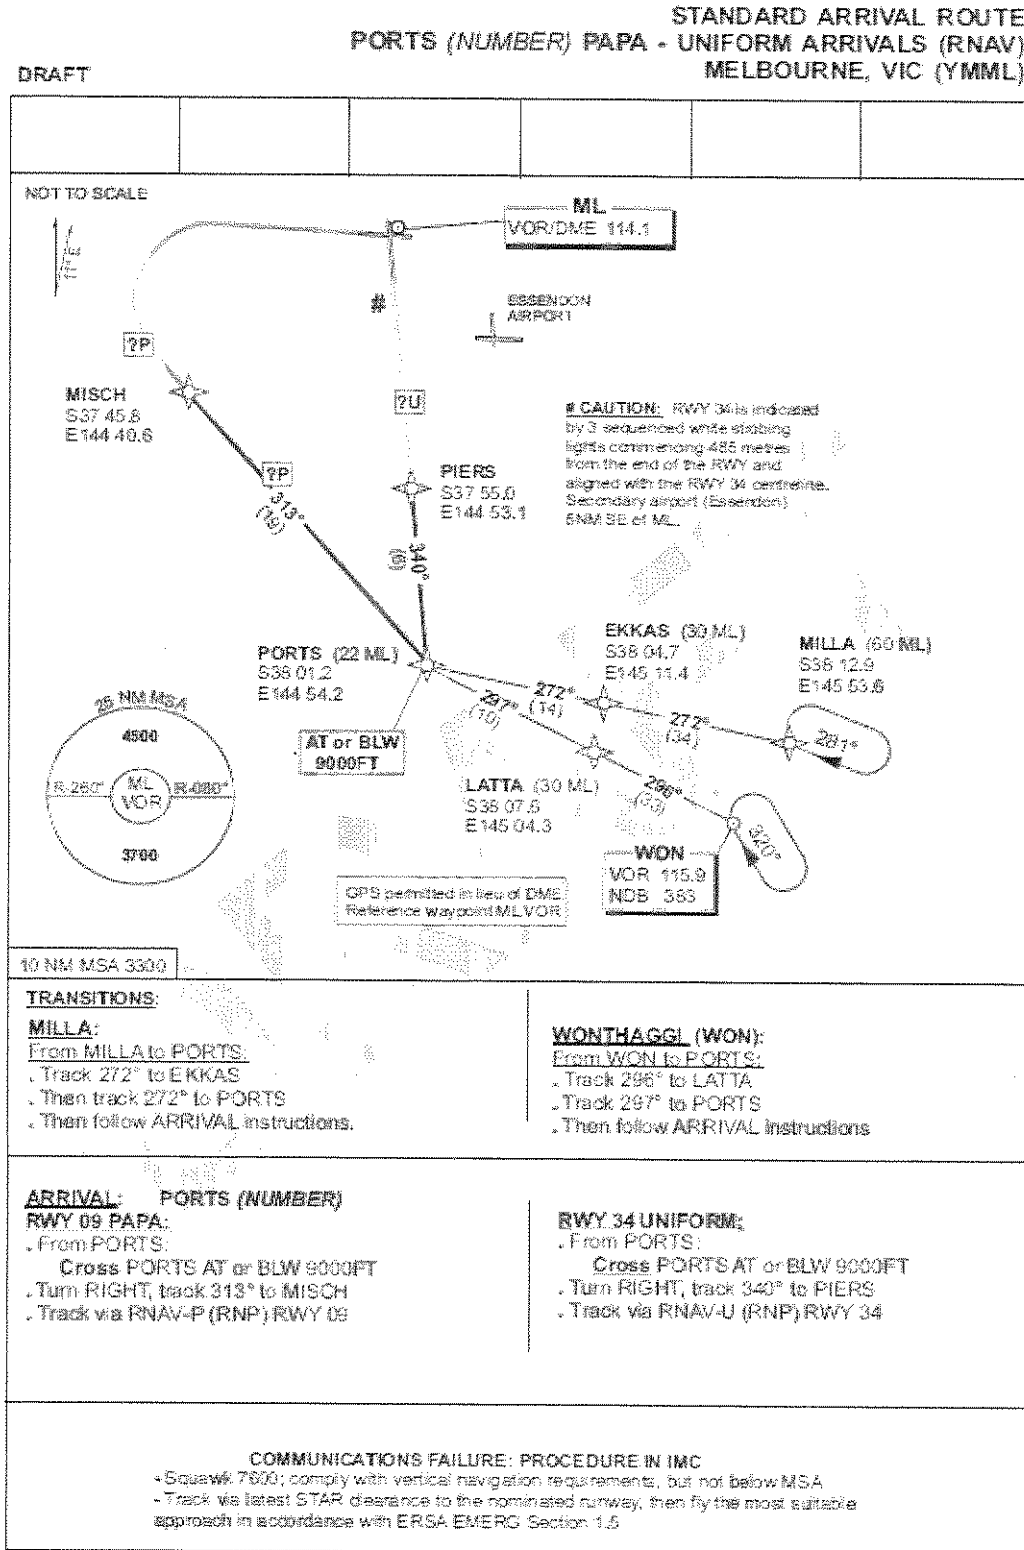 STANDARD ARRIVAL ROUTE
PORTS (NUMBER) PAPA - UNIFORM ARRIVALS (RNAV)
MELBOURNE, VIC (YMML)
DRAFT
NOT TO SCALE
11°E
ML
VOR/DME 114.1
#
ESSENDON
AIRPORT
?P
MISCH
S37 45.8
E144 40.6
?U
# CAUTION: RWY 34 is indicated
by 3 sequenced white strobing
lights commencing 485 metres
from the end of the RWY and
aligned with the RWY 34 centreline.
Secondary airport (Essendon)
5NM SE of ML.
?P
313°
(19)
PIERS
S37 55.0
E144 53.1
340°
(6)
PORTS (22 ML)
S38 01.2
E144 54.2
EKKAS (30 ML)
S38 04.7
E145 11.4
MILLA (60 ML)
S38 12.9
E145 53.6
272°
(14)
297°
(10)
272°
(34)
281°
AT or BLW
9000FT
LATTA (30 ML)
S38 07.6
E145 04.3
296°
(33)
320°
WON
VOR 115.9
NDB 383
25 NM MSA
4500
R-260°
ML
VOR
R-080°
3700
GPS permitted in lieu of DME
Reference waypoint MLVOR
10 NM MSA 3300
TRANSITIONS:
MILLA:
From MILLA to PORTS:
. Track 272° to EKKAS
. Then track 272° to PORTS
. Then follow ARRIVAL instructions.
WONTHAGGI (WON):
From WON to PORTS:
. Track 296° to LATTA
. Track 297° to PORTS
. Then follow ARRIVAL instructions
ARRIVAL: PORTS (NUMBER)
RWY 09 PAPA:
. From PORTS:
Cross PORTS AT or BLW 9000FT
. Turn RIGHT, track 313° to MISCH
. Track via RNAV-P (RNP) RWY 09
RWY 34 UNIFORM:
. From PORTS:
Cross PORTS AT or BLW 9000FT
. Turn RIGHT, track 340° to PIERS
. Track via RNAV-U (RNP) RWY 34
COMMUNICATIONS FAILURE: PROCEDURE IN IMC
- Squawk 7600; comply with vertical navigation requirements, but not below MSA
- Track via latest STAR clearance to the nominated runway, then fly the most suitable
approach in accordance with ERSA EMERG Section 1.5